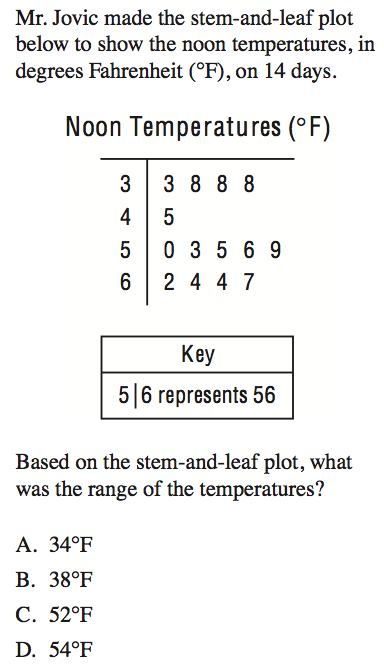 Mr. Jovic made the stem-and-leaf plot
below to show the noon temperatures, in
degrees Fahrenheit (°F), on 14 days.
Noon Temperatures (°F)
3 | 3 8 8 8
4 | 5
5 | 0 3 5 6 9
6 | 2 4 4 7
Key
5|6 represents 56
Based on the stem-and-leaf plot, what
was the range of the temperatures?
A. 34°F
B. 38°F
C. 52°F
D. 54°F